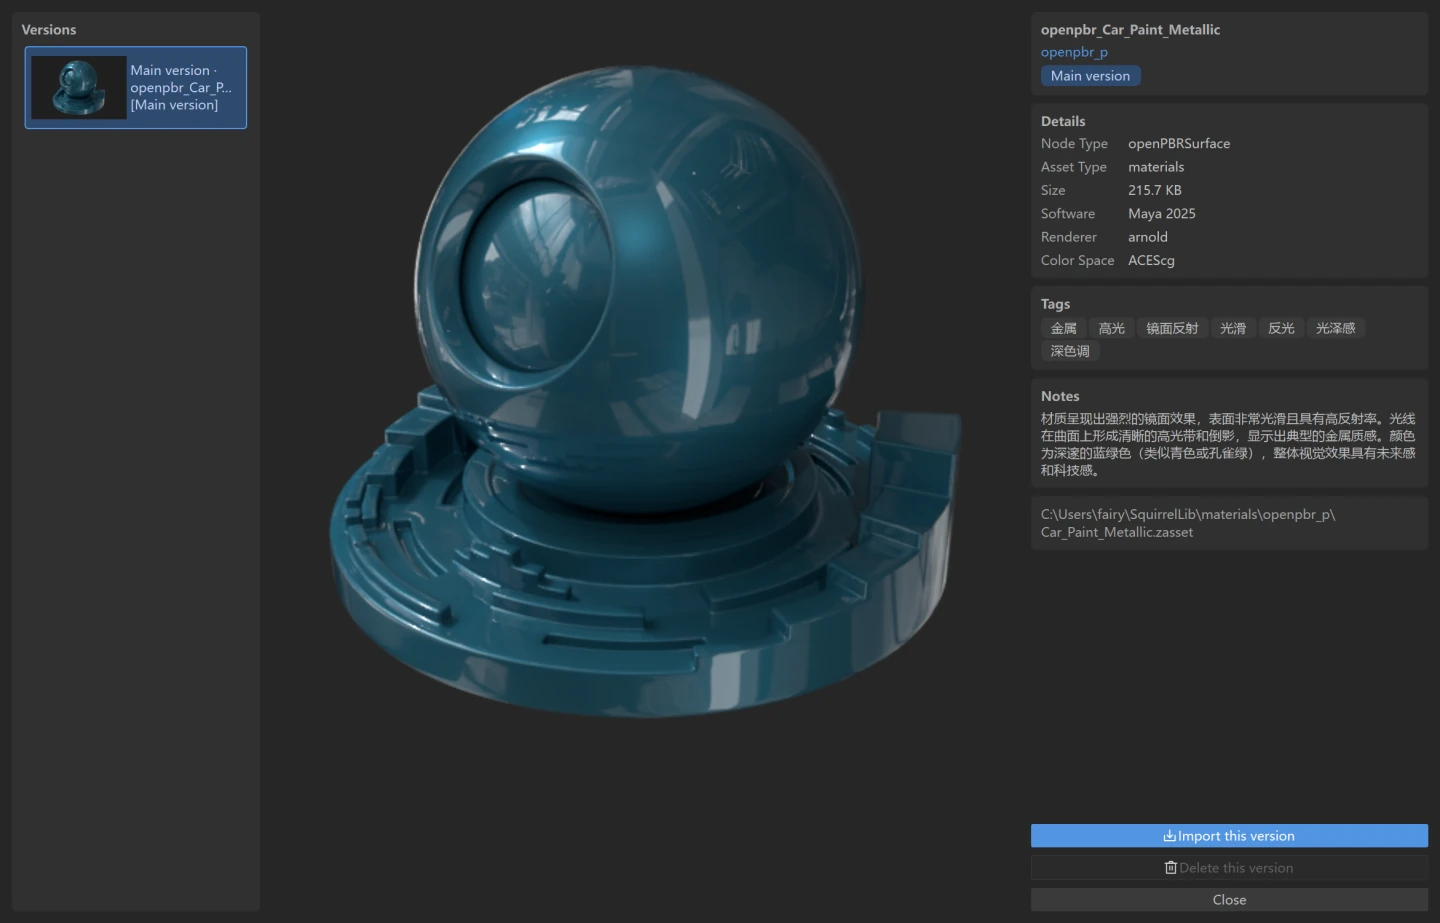 Versions
Main version ·
openpbr_Car_P...
[Main version]
openpbr_Car_Paint_Metallic
openpbr_p
Main version
Details
Node Type openPBRSurface
Asset Type materials
Size 215.7 KB
Software Maya 2025
Renderer arnold
Color Space ACEScg
Tags
金属 高光 镜面反射 光滑 反光 光泽感
深色调
Notes
材质呈现出强烈的镜面效果，表面非常光滑且具有高反射率。光线
在曲面上形成清晰的高光带和倒影，显示出典型的金属质感。颜色
为深邃的蓝绿色（类似青色或孔雀绿），整体视觉效果具有未来感
和科技感。
C:\Users\fairy\SquirrelLib\materials\openpbr_p\
Car_Paint_Metallic.zasset
Import this version
Delete this version
Close